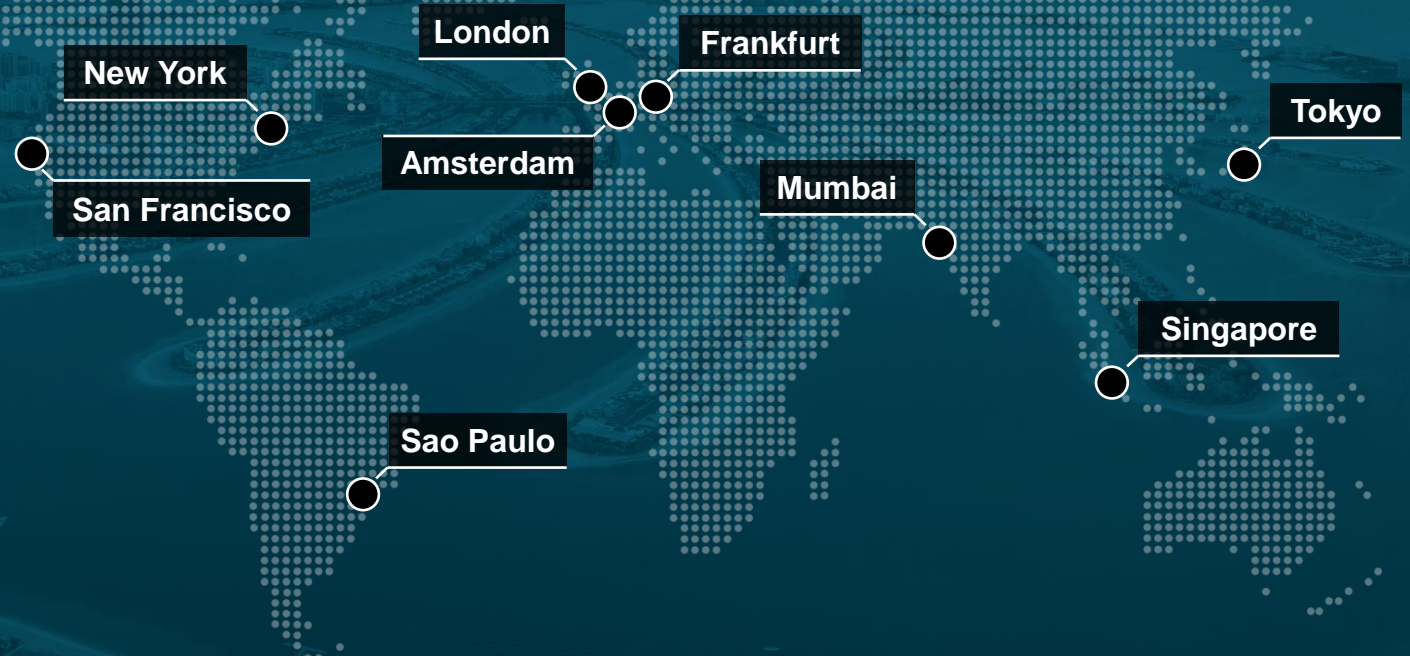 London
Frankfurt
New York
Tokyo
Amsterdam
Mumbai
San Francisco
Singapore
Sao Paulo